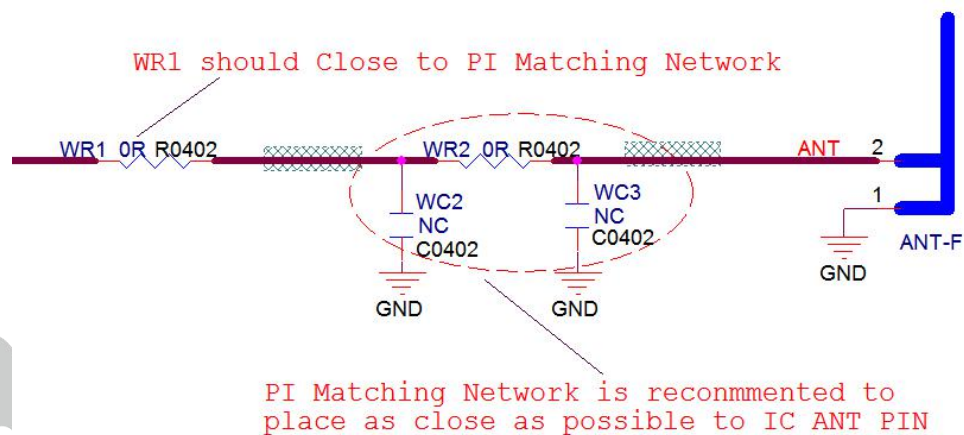 WR1 should Close to PI Matching Network
WR1 0R R0402
WR2 0R R0402
ANT 2
1
WC2
NC
C0402
WC3
NC
C0402
ANT-F
GND
GND
GND
PI Matching Network is reconmmented to
place as close as possible to IC ANT PIN